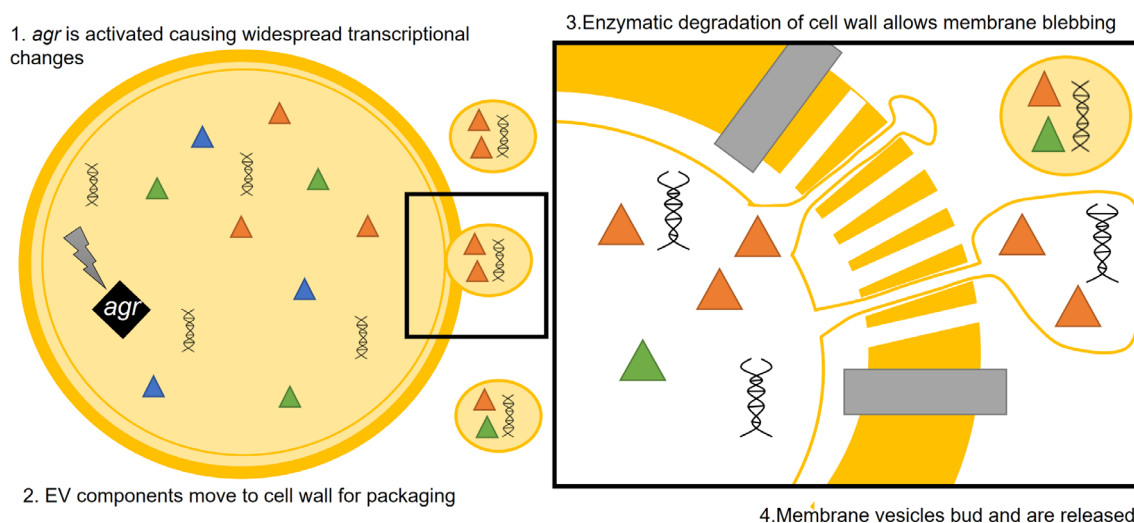 1. agr is activated causing widespread transcriptional
changes
agr
2. EV components move to cell wall for packaging
3.Enzymatic degradation of cell wall allows membrane blebbing
4.Membrane vesicles bud and are released